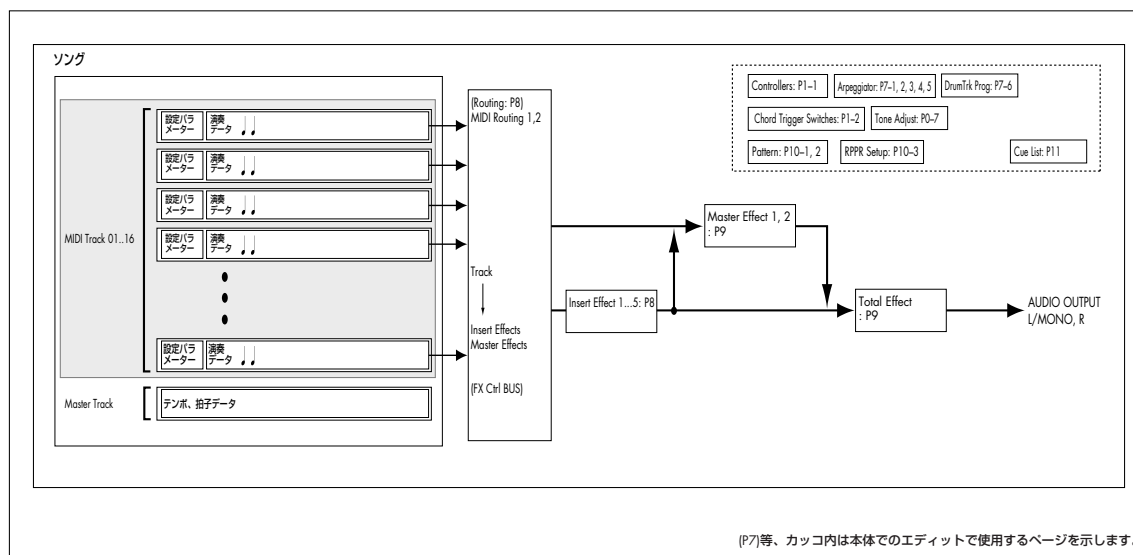 ソング
MIDI Track 01..16
設定パラ
メーター
演奏
データ
設定パラ
メーター
演奏
データ
設定パラ
メーター
演奏
データ
設定パラ
メーター
演奏
データ
設定パラ
メーター
演奏
データ
Master Track
テンポ、拍子データ
(Routing: P8)
MIDI Routing 1,2
Track
Insert Effects
Master Effects
(FX Ctrl BUS)
Controllers: P1–1
Arpeggiator: P7–1, 2, 3, 4, 5
DrumTrk Prog: P7–6
Chord Trigger Switches: P1–2
Tone Adjust: P0–7
Pattern: P10–1, 2
RPPR Setup: P10–3
Cue List: P11
Master Effect 1, 2
: P9
Insert Effect 1...5: P8
Total Effect
: P9
AUDIO OUTPUT
L/MONO, R
(P7)等、カッコ内は本体でのエディットで使用するページを示します。